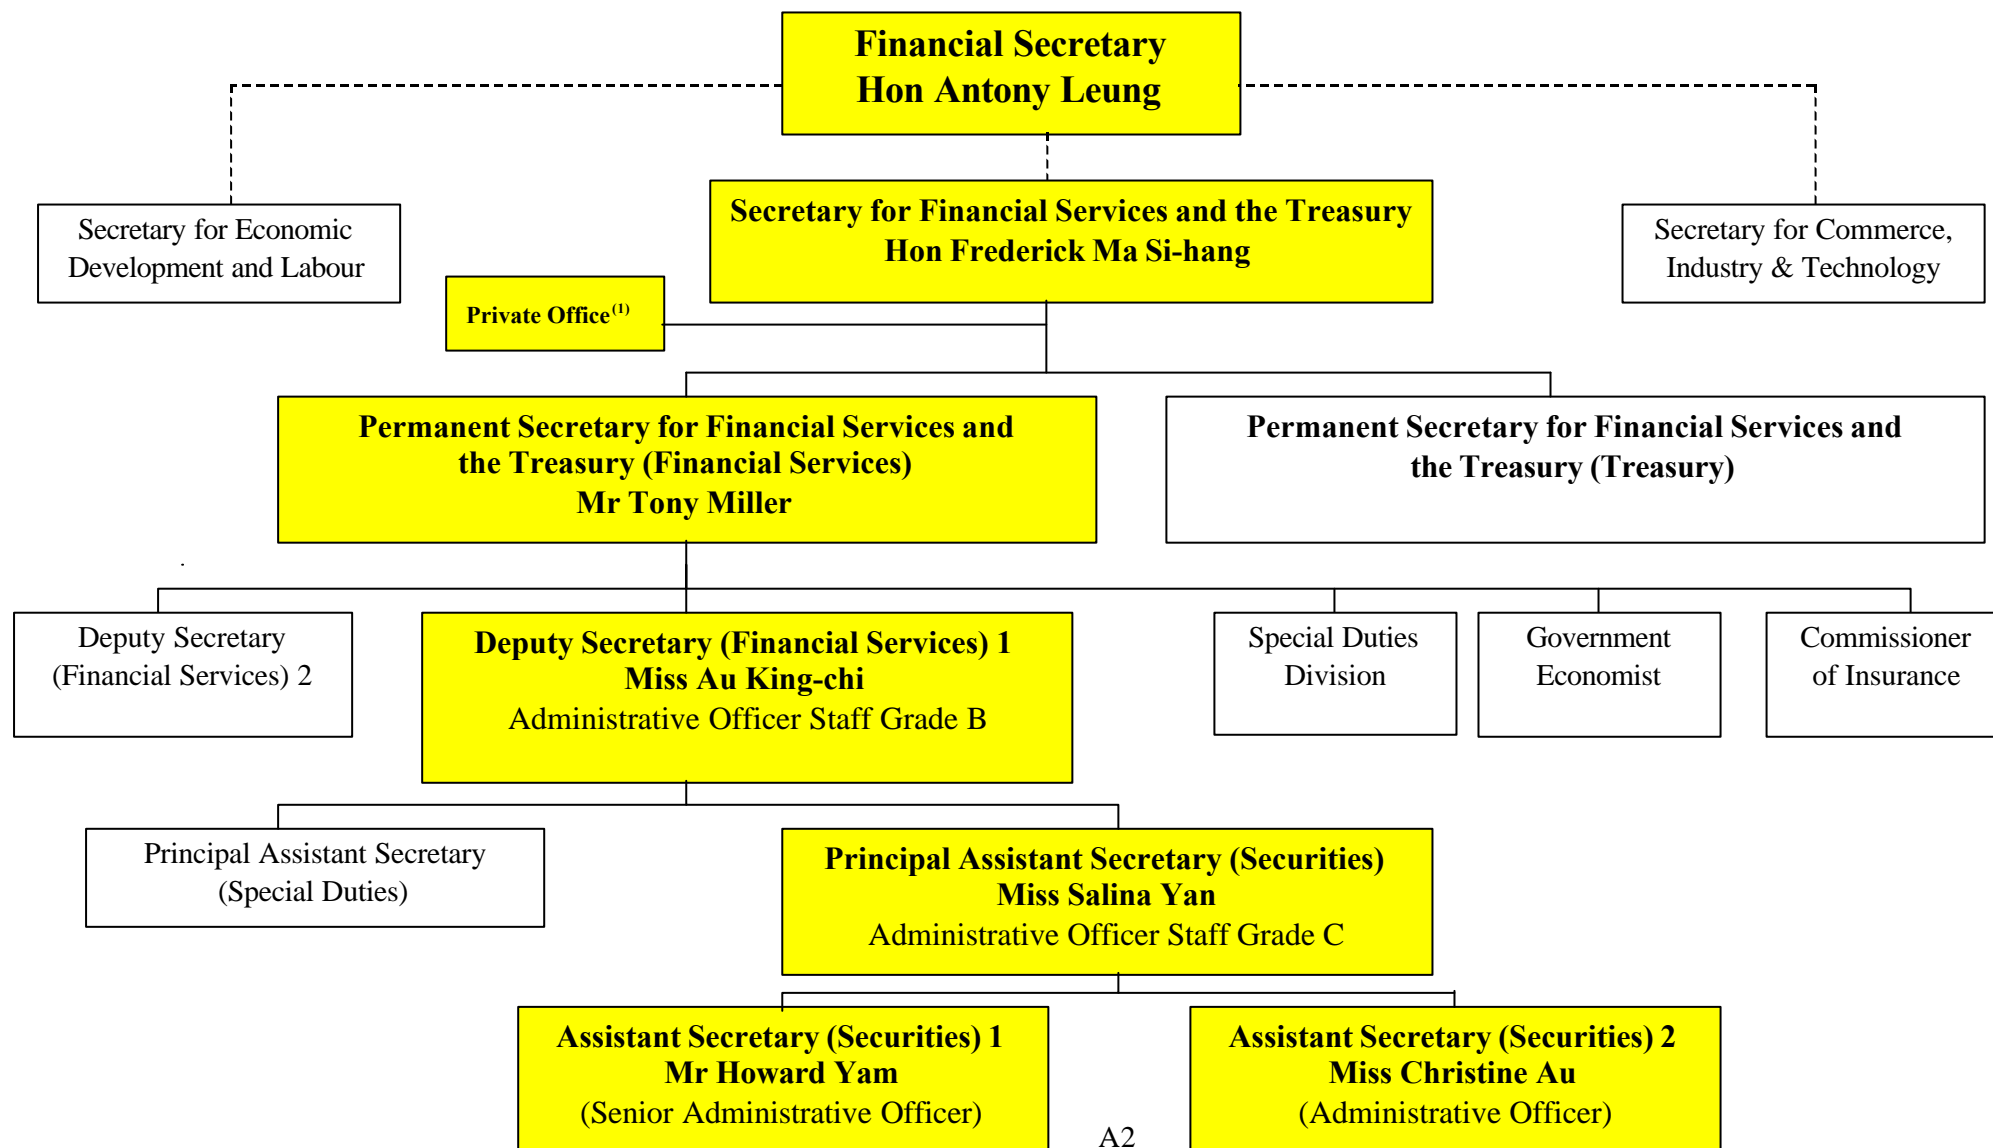 Financial Secretary
Hon Antony Leung
Secretary for Economic
Development and Labour
Secretary for Financial Services and the Treasury
Hon Frederick Ma Si-hang
Secretary for Commerce,
Industry & Technology
Private Office(1)
Permanent Secretary for Financial Services and
the Treasury (Financial Services)
Mr Tony Miller
Permanent Secretary for Financial Services and
the Treasury (Treasury)
Deputy Secretary
(Financial Services) 2
Deputy Secretary (Financial Services) 1
Miss Au King-chi
Administrative Officer Staff Grade B
Special Duties
Division
Government
Economist
Commissioner
of Insurance
Principal Assistant Secretary
(Special Duties)
Principal Assistant Secretary (Securities)
Miss Salina Yan
Administrative Officer Staff Grade C
Assistant Secretary (Securities) 1
Mr Howard Yam
(Senior Administrative Officer)
Assistant Secretary (Securities) 2
Miss Christine Au
(Administrative Officer)
A2